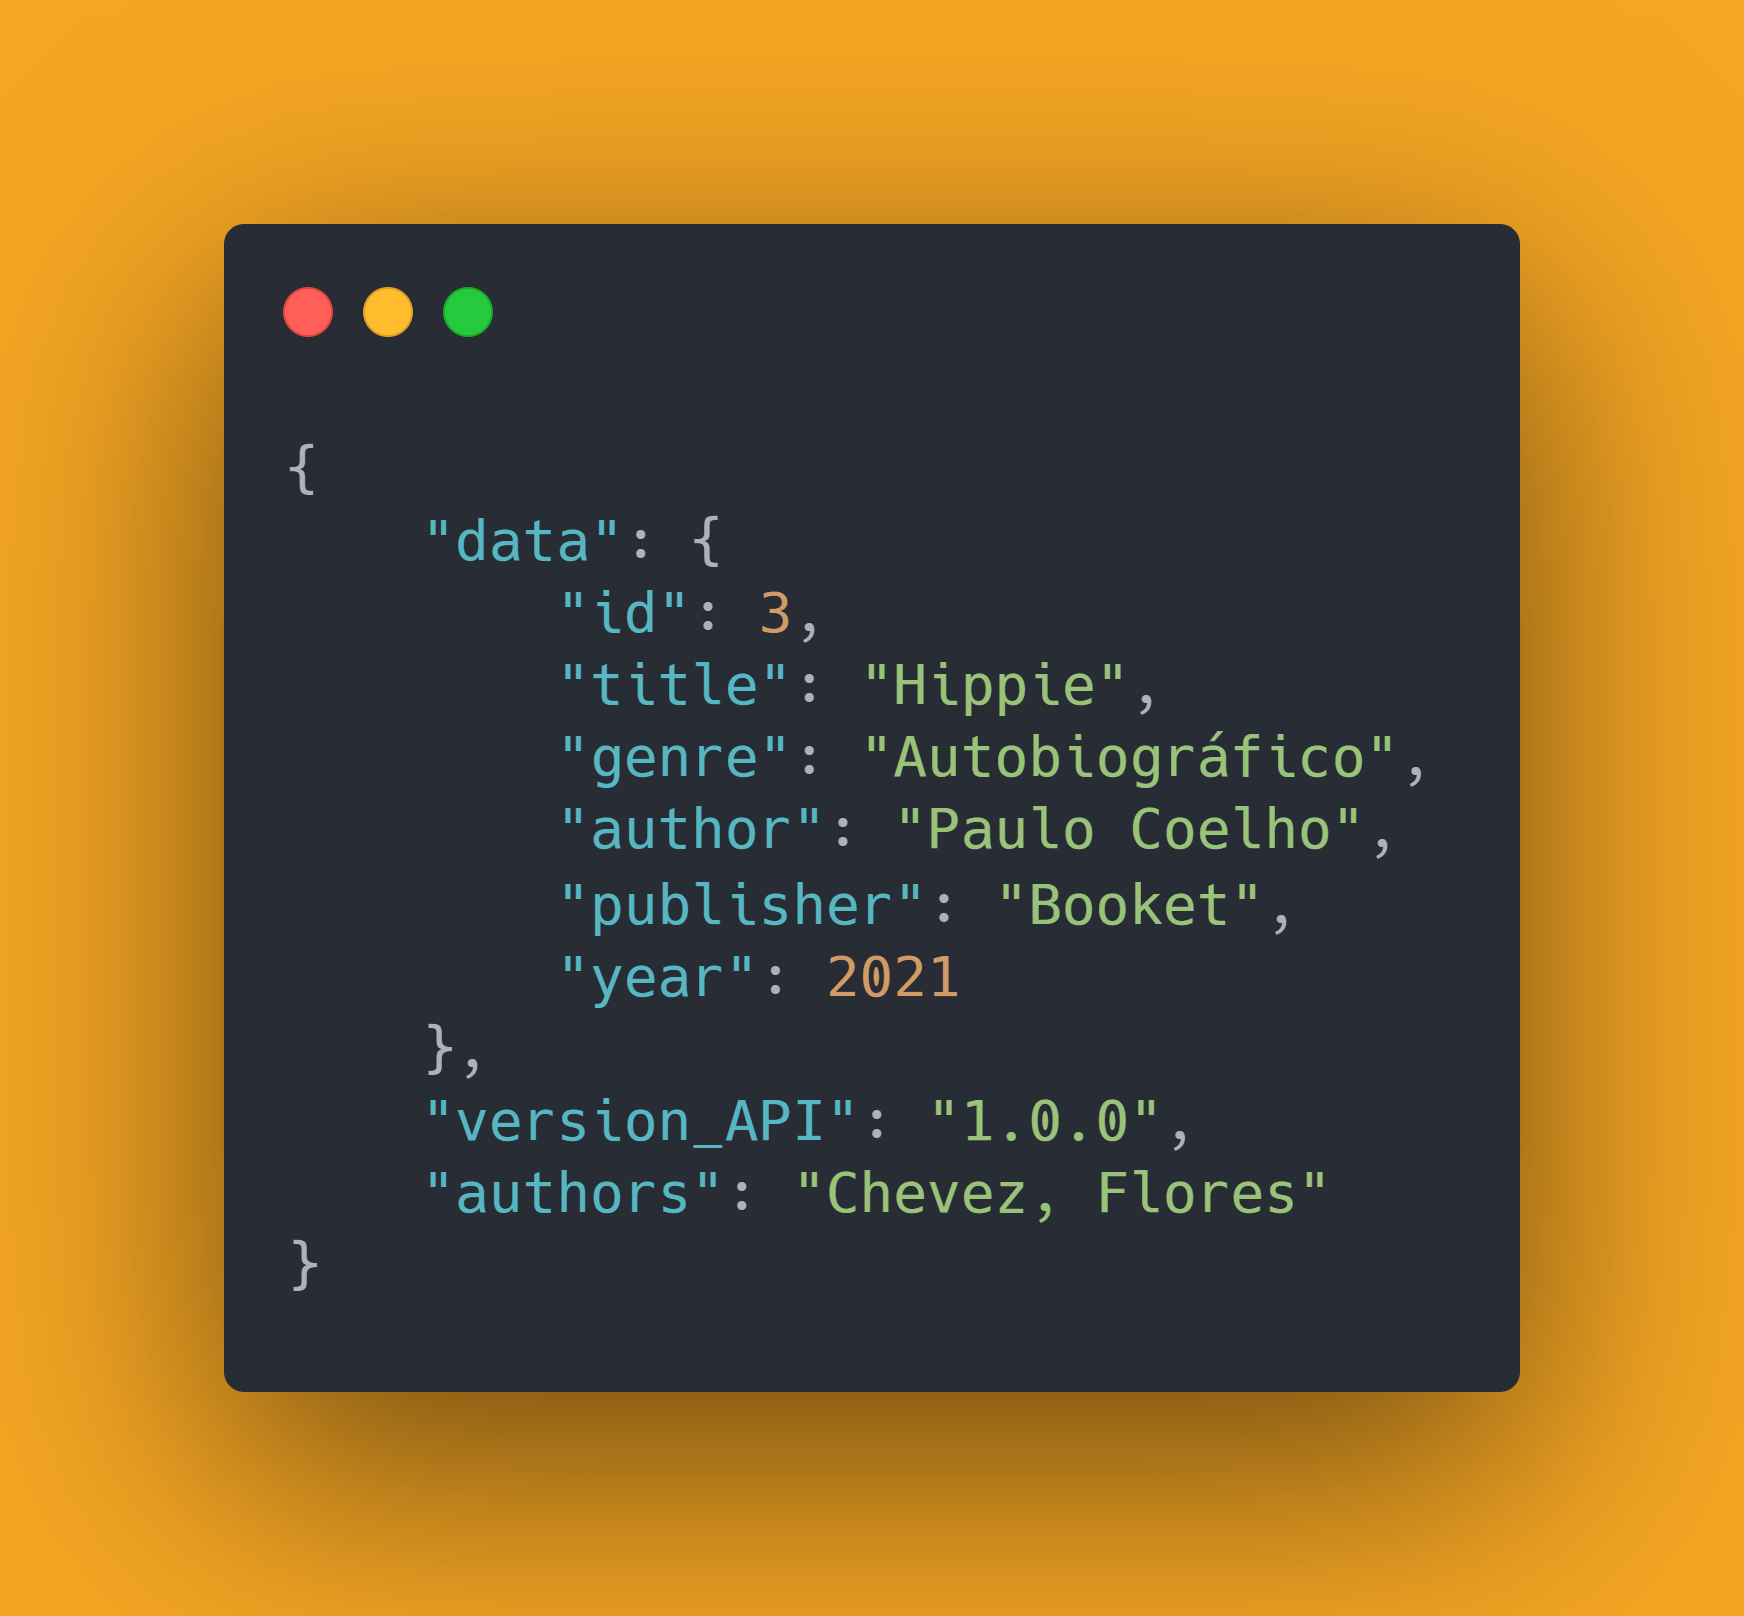 {
    "data": {
        "id": 3,
        "title": "Hippie",
        "genre": "Autobiográfico",
        "author": "Paulo Coelho",
        "publisher": "Booket",
        "year": 2021
    },
    "version_API": "1.0.0",
    "authors": "Chevez, Flores"
}